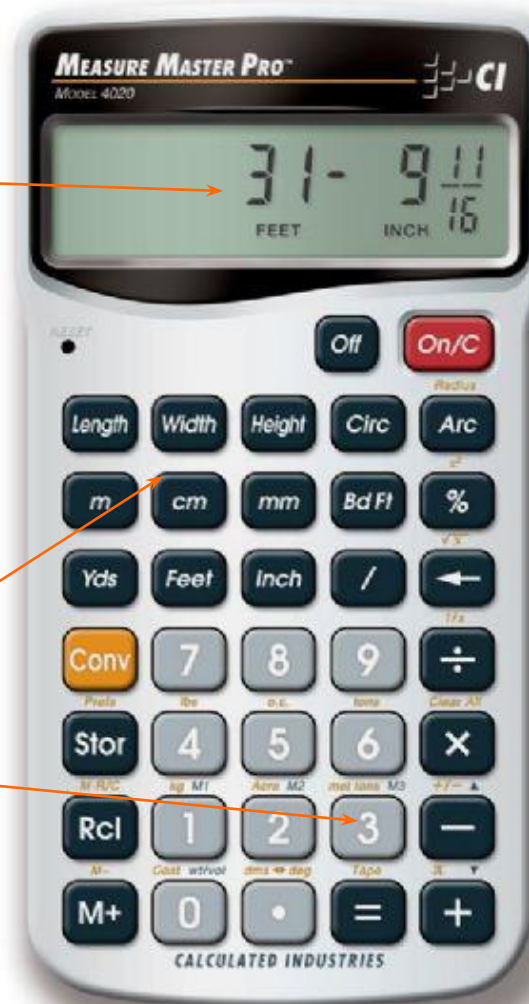 MEASURE MASTER PRO™
MODEL 4020
CI
31- 9 11/16
FEET INCH
RESET
Off On/C
Radius
Length Width Height Circ Arc
x²
m cm mm Bd Ft %
√x
Yds Feet Inch / ←
1/x
Conv 7 8 9 ÷
Prefs lbs o.c. tons Clear All
Stor 4 5 6 ×
M-R/C kg M1 Acre M2 met tons M3 +/− ▲
Rcl 1 2 3 −
M− Cost wt/vol dms ⇔ deg Tape π ▼
M+ 0 • = +
CALCULATED INDUSTRIES